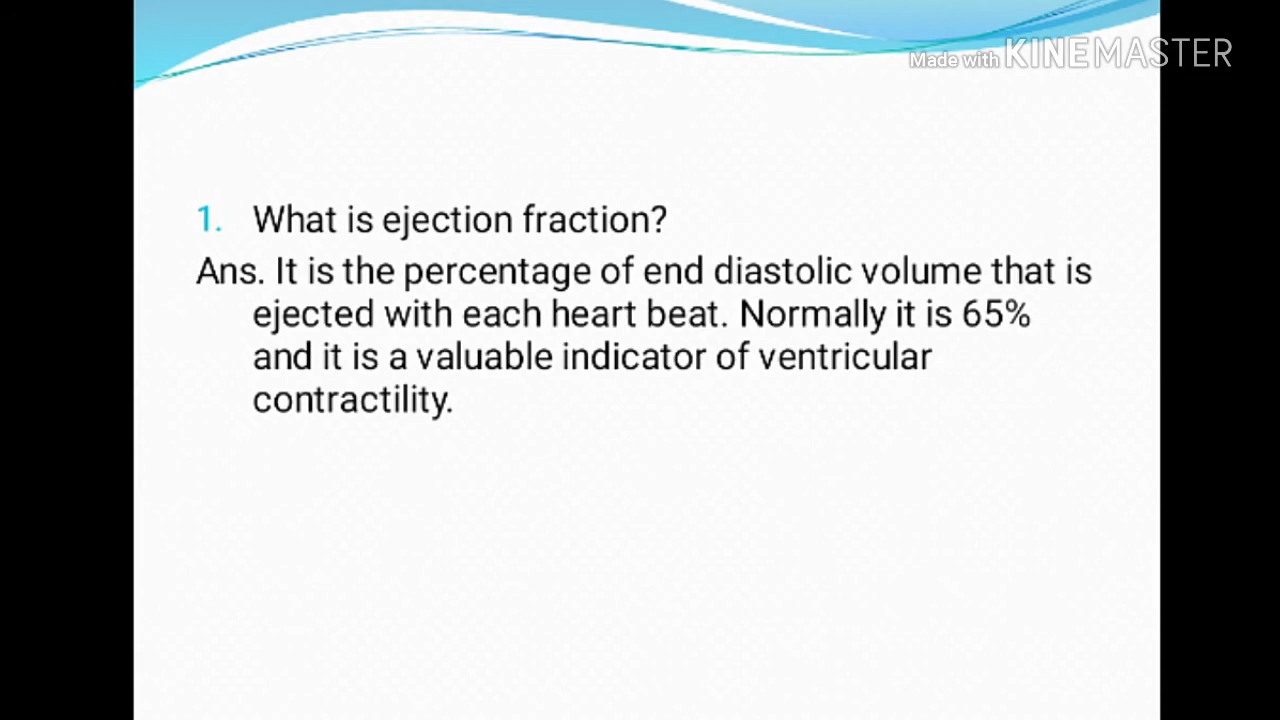 Made with KINEMASTER
1. What is ejection fraction?
Ans. It is the percentage of end diastolic volume that is
ejected with each heart beat. Normally it is 65%
and it is a valuable indicator of ventricular
contractility.